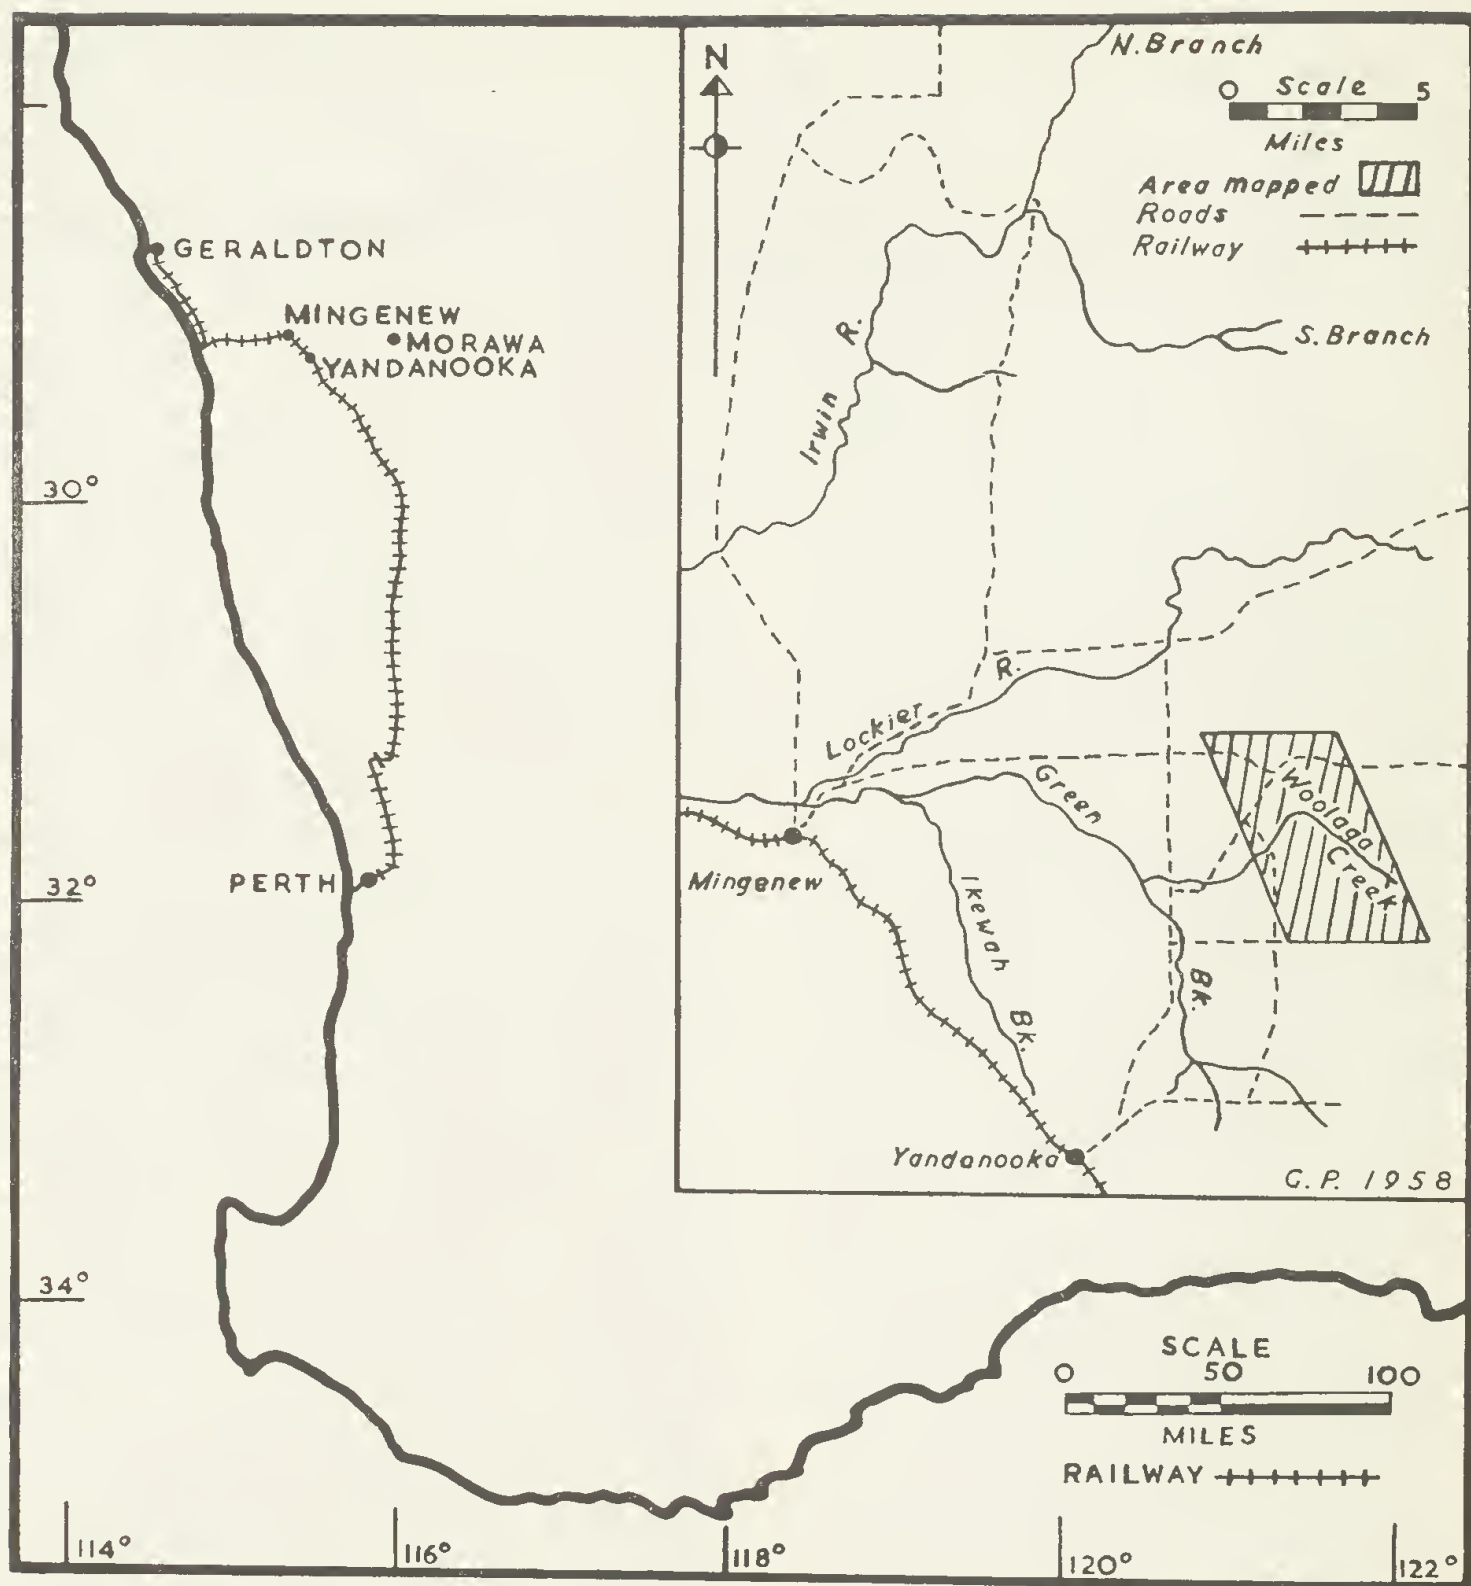 N
N. Branch
O Scale 5
Miles
Area mapped
Roads
Railway
GERALDTON
MINGENEW
MORAWA
YANDANOOKA
S. Branch
Irwin R.
30°
Lockier R.
Green Bk.
Woolaga Creek
Mingenew
Ikewah Bk.
PERTH
32°
Yandanooka
G.P. 1958
34°
SCALE
0 50 100
MILES
RAILWAY
114° 116° 118° 120° 122°